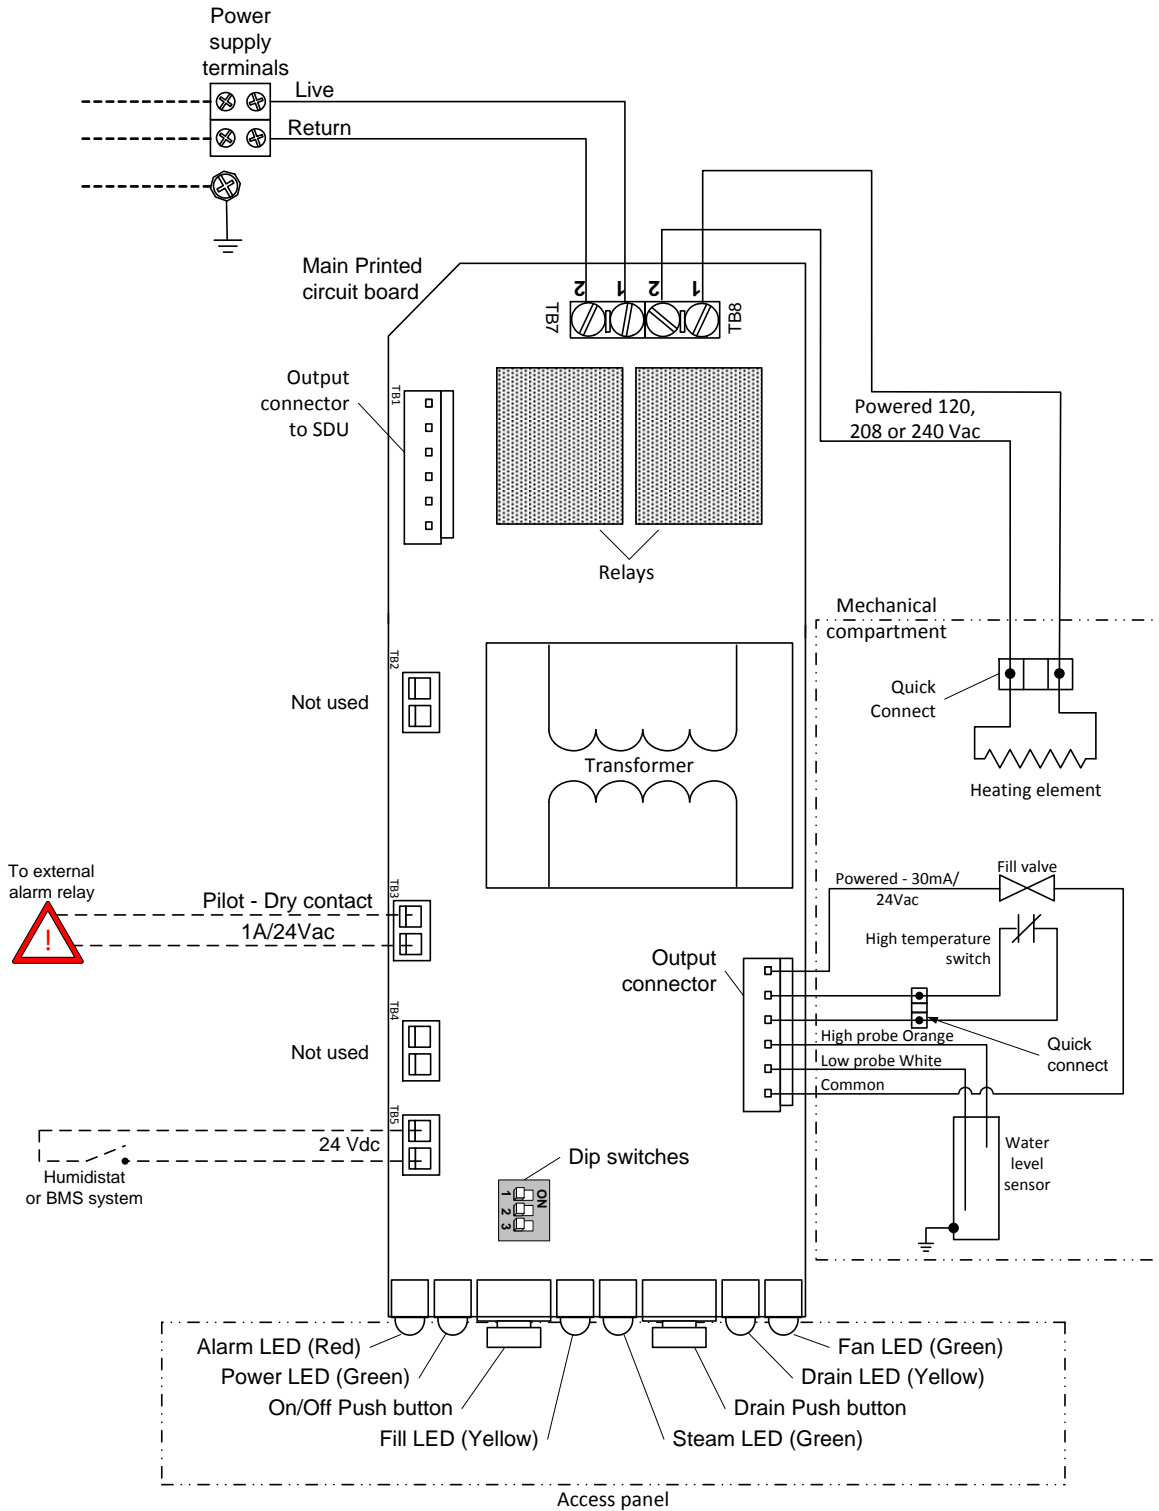 Power
supply
terminals
Live
Return
Main Printed
circuit board
2 1 2 1
TB7
TB8
Output
connector
to SDU
TB1
Powered 120,
208 or 240 Vac
Relays
Mechanical
compartment
TB2
Not used
Quick
Connect
Transformer
Heating element
To external
alarm relay
!
Pilot - Dry contact
1A/24Vac
TB3
Powered - 30mA/
24Vac
Fill valve
High temperature
switch
Output
connector
High probe Orange
Low probe White
Common
Quick
connect
TB4
Not used
TB5
24 Vdc
Humidistat
or BMS system
Dip switches
ON
1
2
3
Water
level
sensor
Alarm LED (Red)
Fan LED (Green)
Power LED (Green)
Drain LED (Yellow)
On/Off Push button
Drain Push button
Fill LED (Yellow)
Steam LED (Green)
Access panel